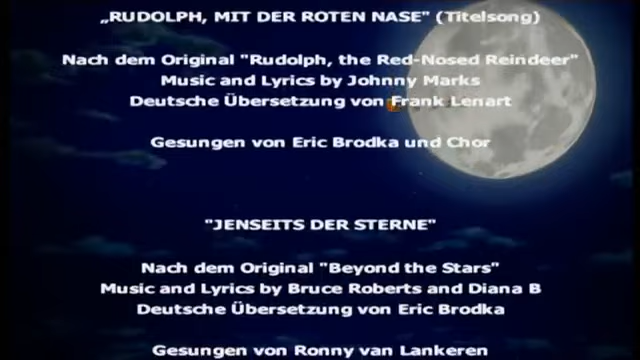 „RUDOLPH, MIT DER ROTEN NASE" (Titelsong)
Nach dem Original "Rudolph, the Red-Nosed Reindeer"
Music and Lyrics by Johnny Marks
Deutsche Übersetzung von Frank Lenart
Gesungen von Eric Brodka und Chor
"JENSEITS DER STERNE"
Nach dem Original "Beyond the Stars"
Music and Lyrics by Bruce Roberts and Diana B
Deutsche Übersetzung von Eric Brodka
Gesungen von Ronny van Lankeren